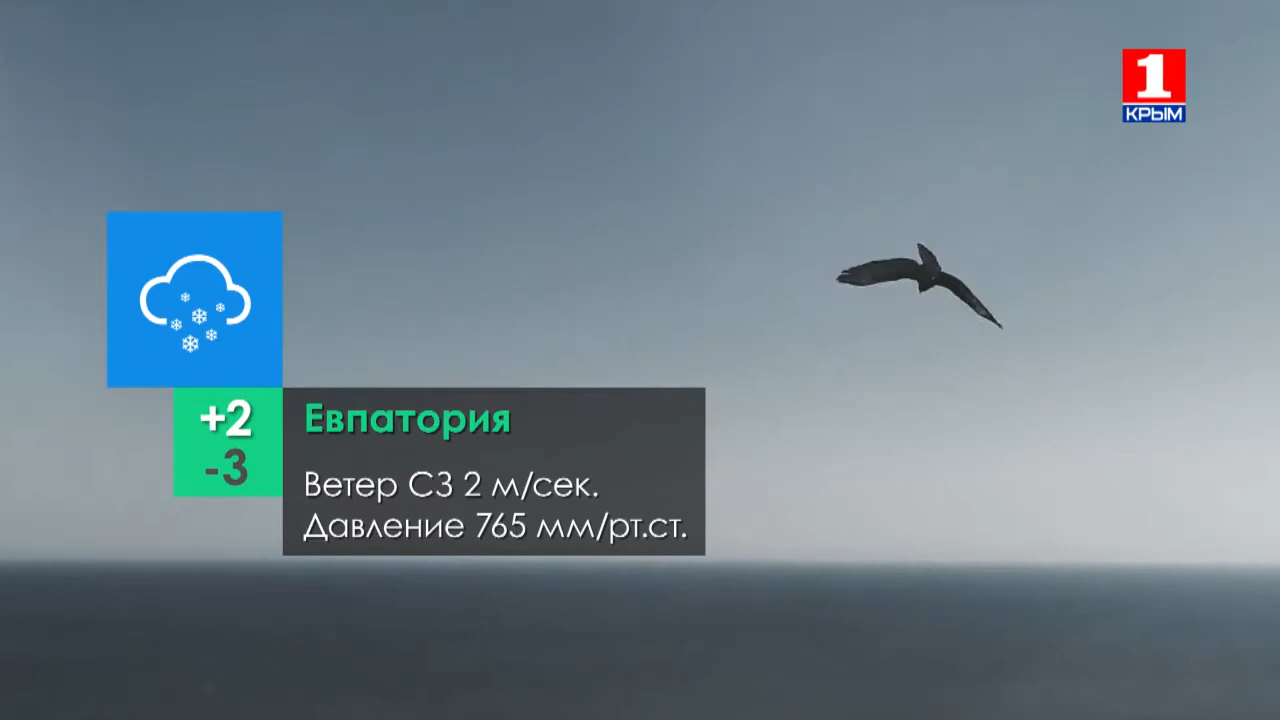 1
КРЫМ
+2
-3
Евпатория
Ветер СЗ 2 м/сек.
Давление 765 мм/рт.ст.